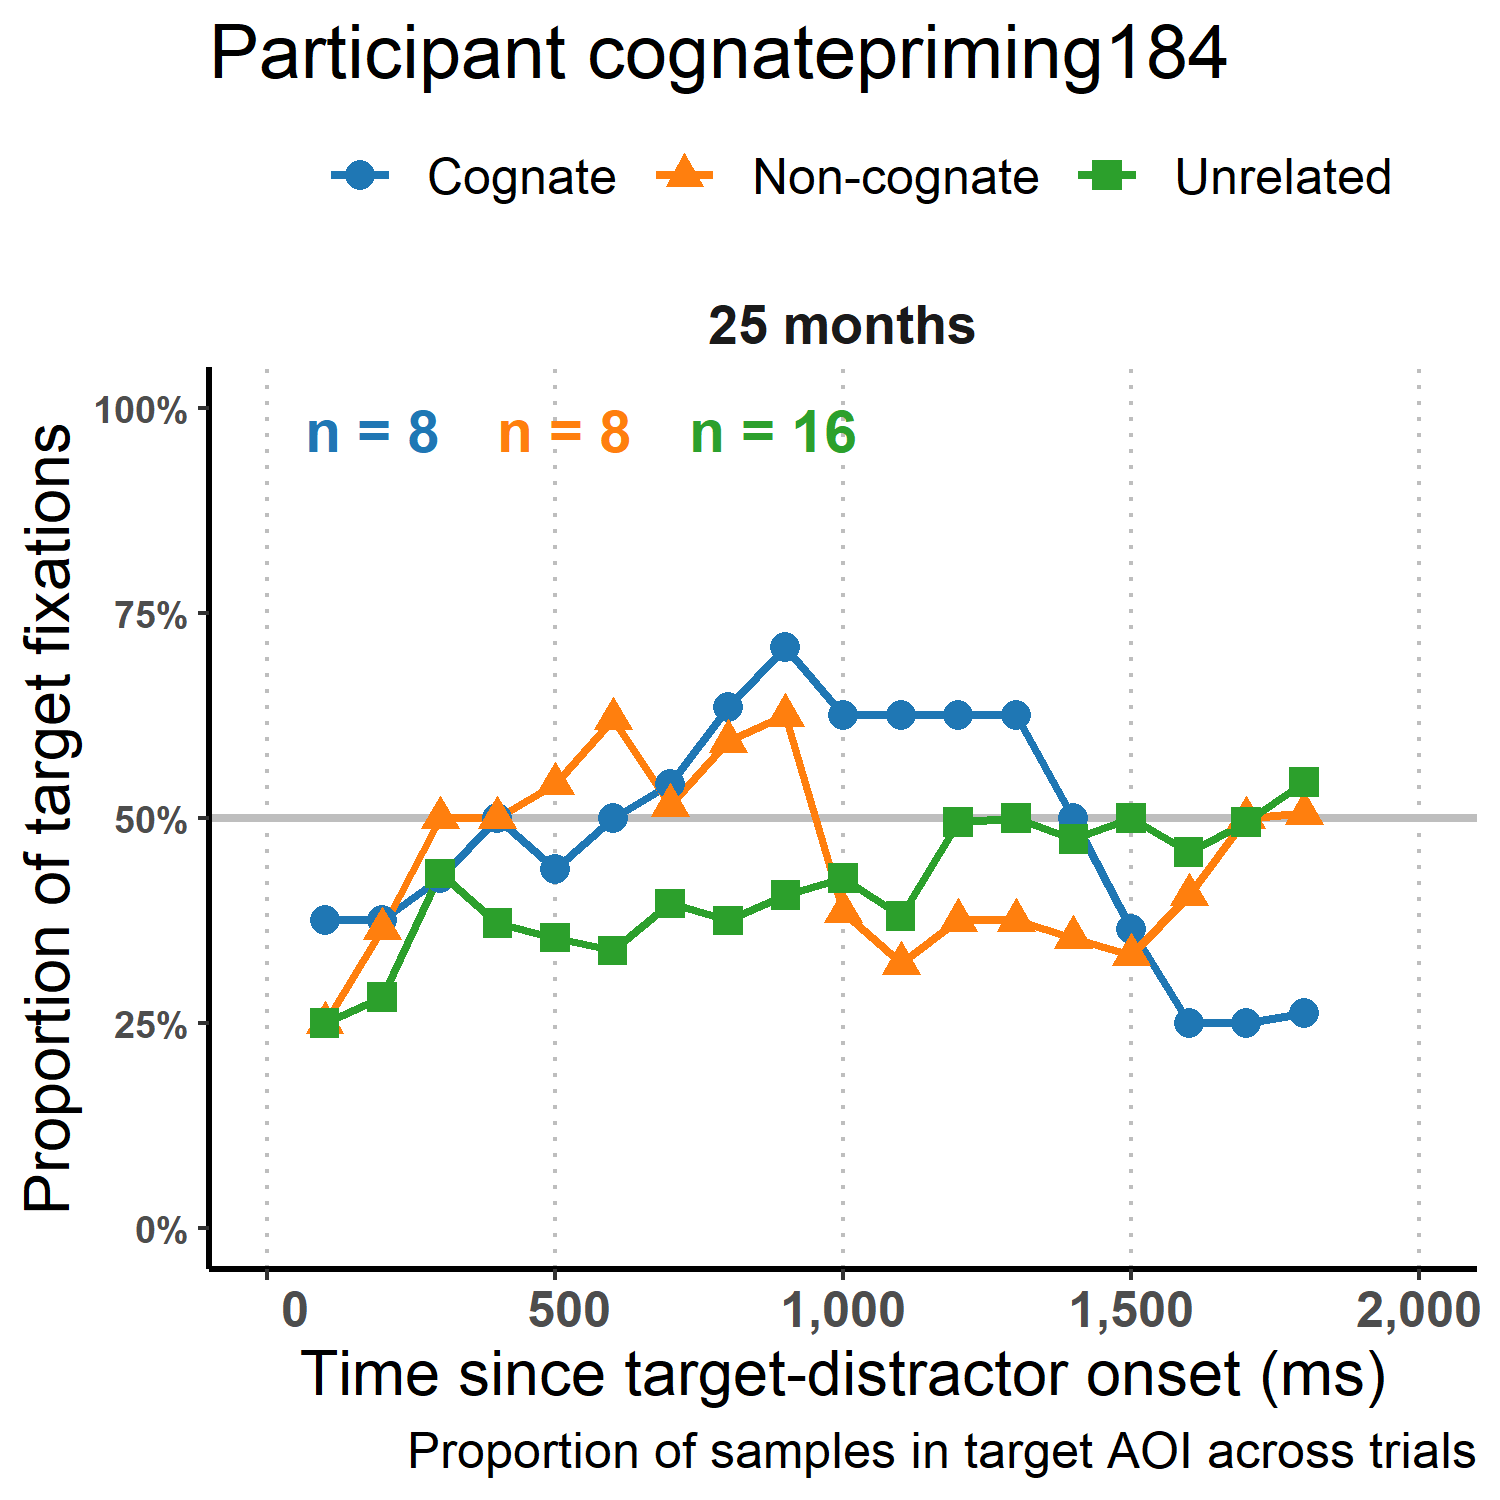 Participant cognatepriming184
Cognate Non-cognate Unrelated
25 months
n = 8 n = 8 n = 16
Proportion of target fixations
100%
75%
50%
25%
0%
0 500 1,000 1,500 2,000
Time since target-distractor onset (ms)
Proportion of samples in target AOI across trials